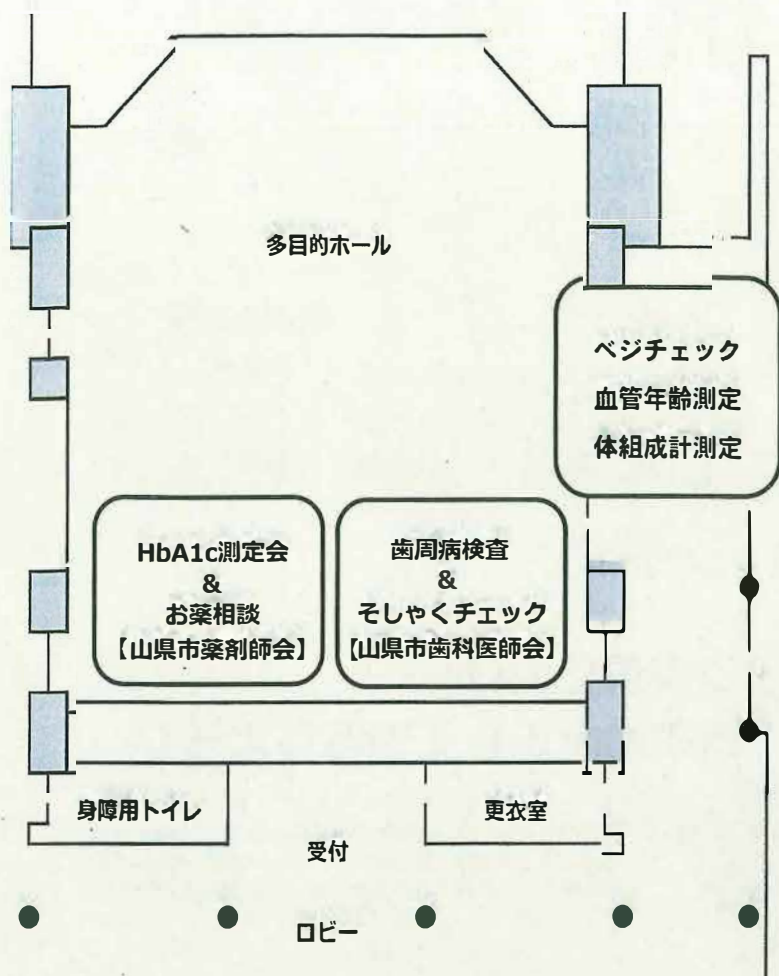 多目的ホール
ベジチェック
血管年齢測定
体組成計測定
HbA1c測定会
&
お薬相談
【山県市薬剤師会】
歯周病検査
&
そしゃくチェック
【山県市歯科医師会】
身障用トイレ
更衣室
受付
ロビー